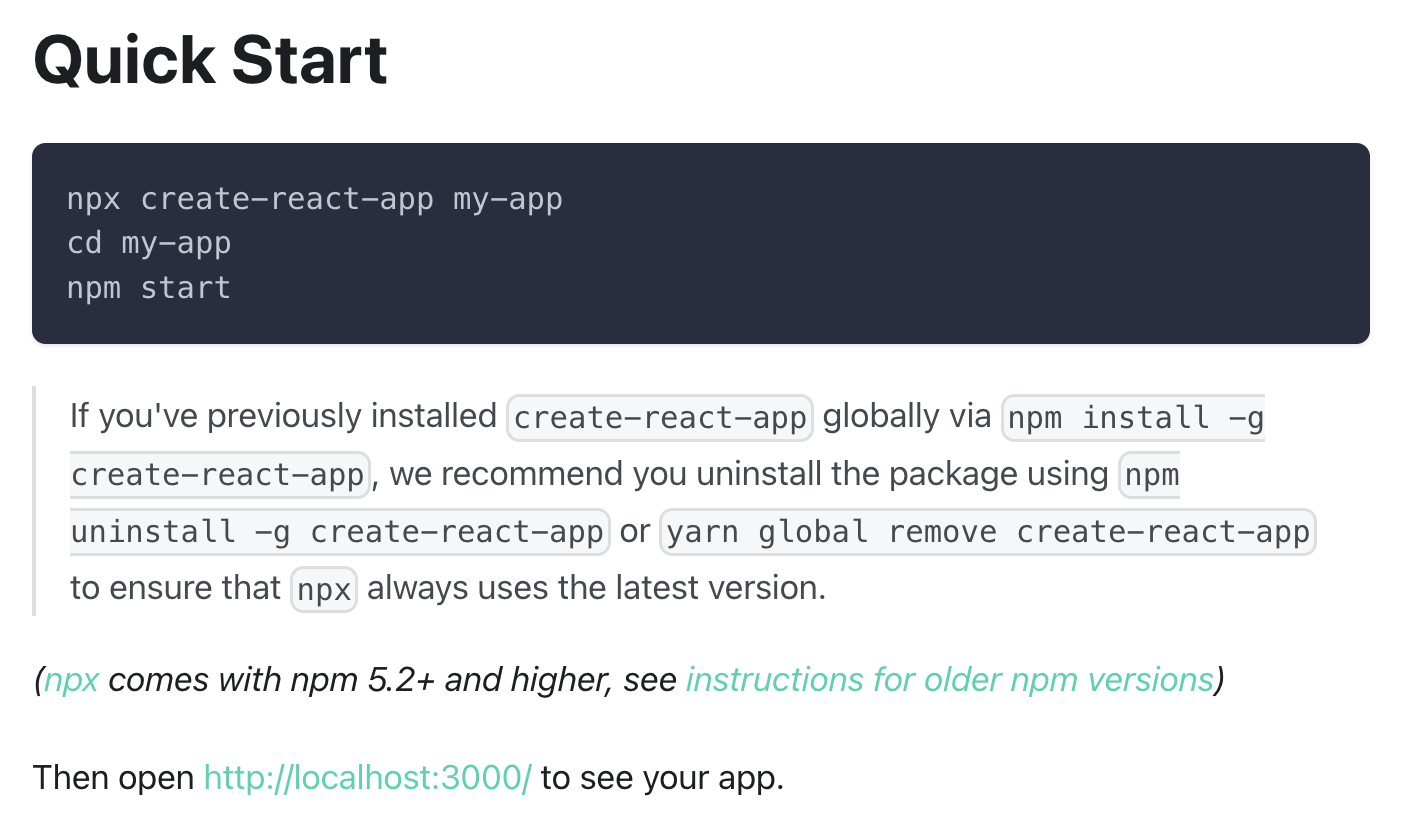 Quick Start
npx create-react-app my-app
cd my-app
npm start
If you've previously installed create-react-app globally via npm install -g
create-react-app, we recommend you uninstall the package using npm
uninstall -g create-react-app or yarn global remove create-react-app
to ensure that npx always uses the latest version.
(npx comes with npm 5.2+ and higher, see instructions for older npm versions)
Then open http://localhost:3000/ to see your app.